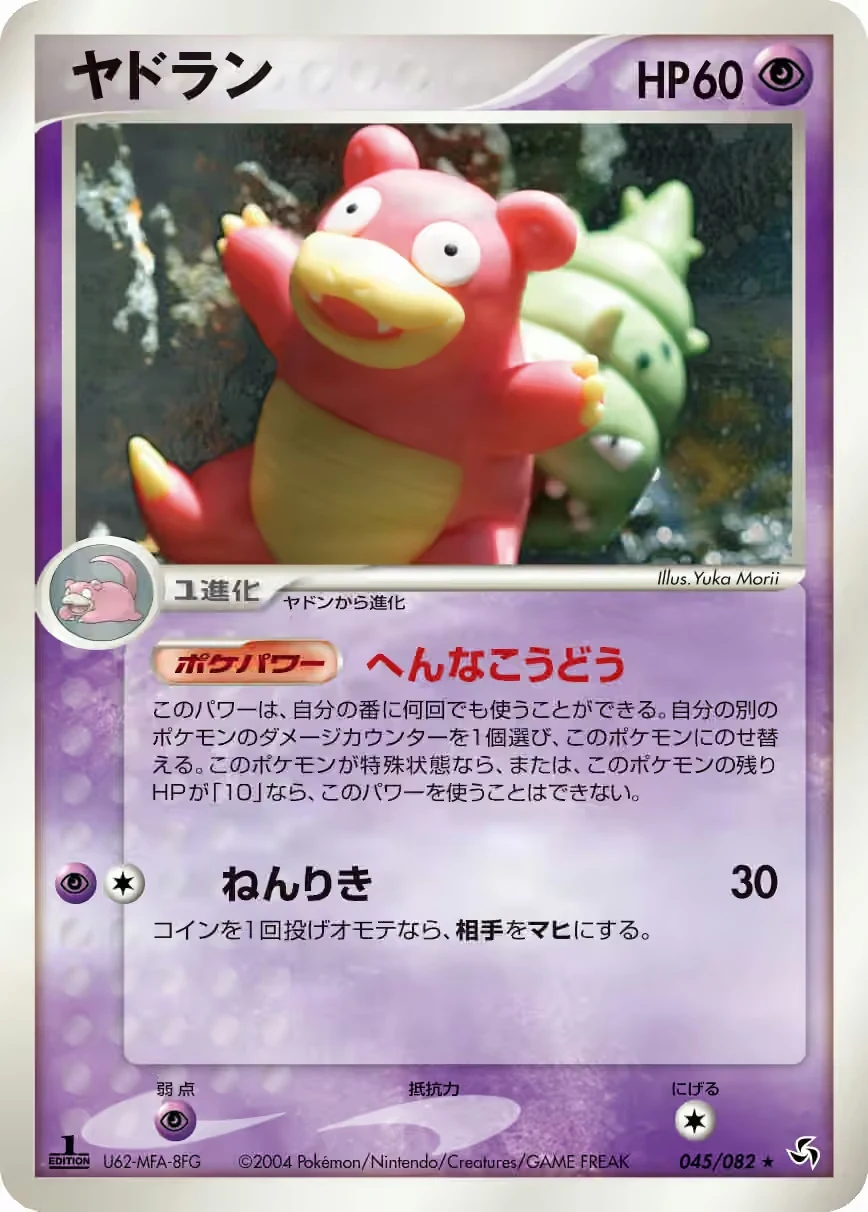 ヤドラン
HP60
Illus. Yuka Morii
1進化
ヤドンから進化
ポケパワー へんなこうどう
このパワーは、自分の番に何回でも使うことができる。自分の別の
ポケモンのダメージカウンターを1個選び、このポケモンにのせ替
える。このポケモンが特殊状態なら、または、このポケモンの残り
HPが「10」なら、このパワーを使うことはできない。
ねんりき 30
コインを1回投げオモテなら、相手をマヒにする。
弱点 抵抗力 にげる
1
EDITION
U62-MFA-8FG ©2004 Pokémon/Nintendo/Creatures/GAME FREAK 045/082 ★